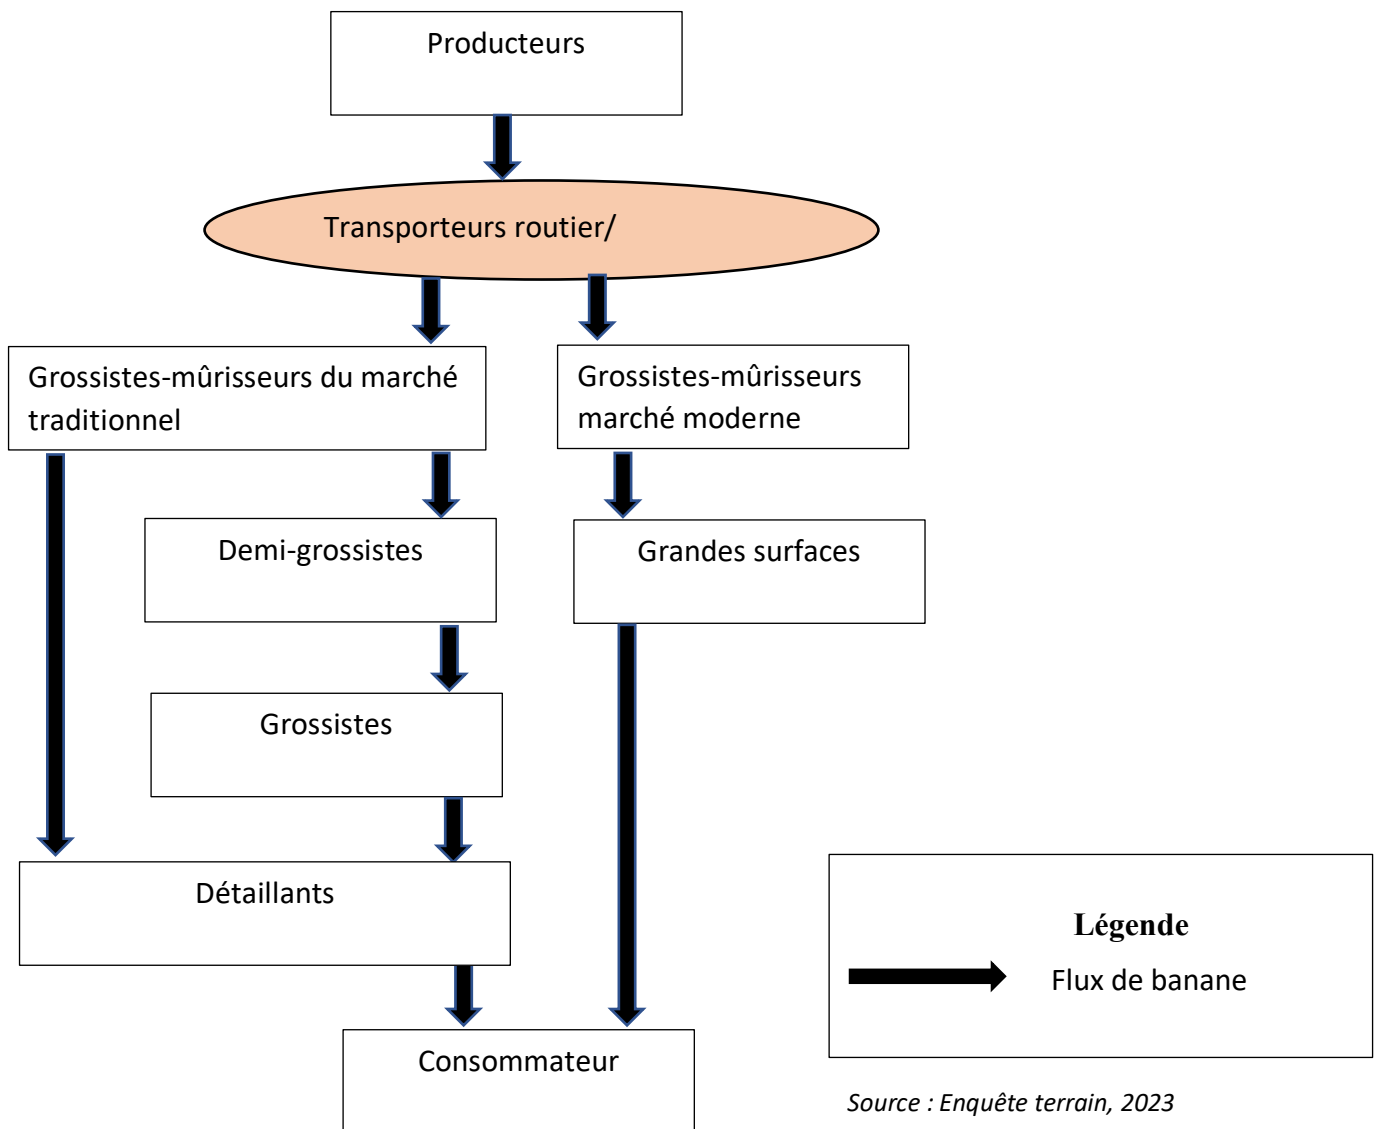 Producteurs
Transporteurs routier/
Grossistes-mûrisseurs du marché
traditionnel
Grossistes-mûrisseurs
marché moderne
Demi-grossistes
Grandes surfaces
Grossistes
Détaillants
Consommateur
Légende
Flux de banane
Source : Enquête terrain, 2023